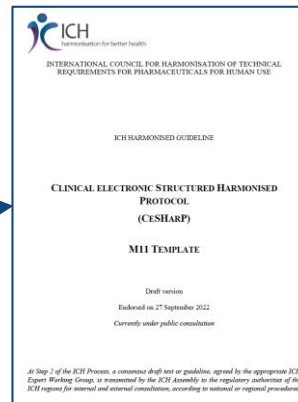 ICH
harmonisation for better health
INTERNATIONAL COUNCIL FOR HARMONISATION OF TECHNICAL
REQUIREMENTS FOR PHARMACEUTICALS FOR HUMAN USE
ICH HARMONISED GUIDELINE
CLINICAL ELECTRONIC STRUCTURED HARMONISED
PROTOCOL
(CESHARP)
M11 TEMPLATE
Draft version
Endorsed on 27 September 2022
Currently under public consultation
At Step 2 of the ICH Process, a consensus draft text or guideline, agreed by the appropriate ICH
Expert Working Group, is transmitted by the ICH Assembly to the regulatory authorities of the
ICH regions for internal and external consultation, according to national or regional procedures.